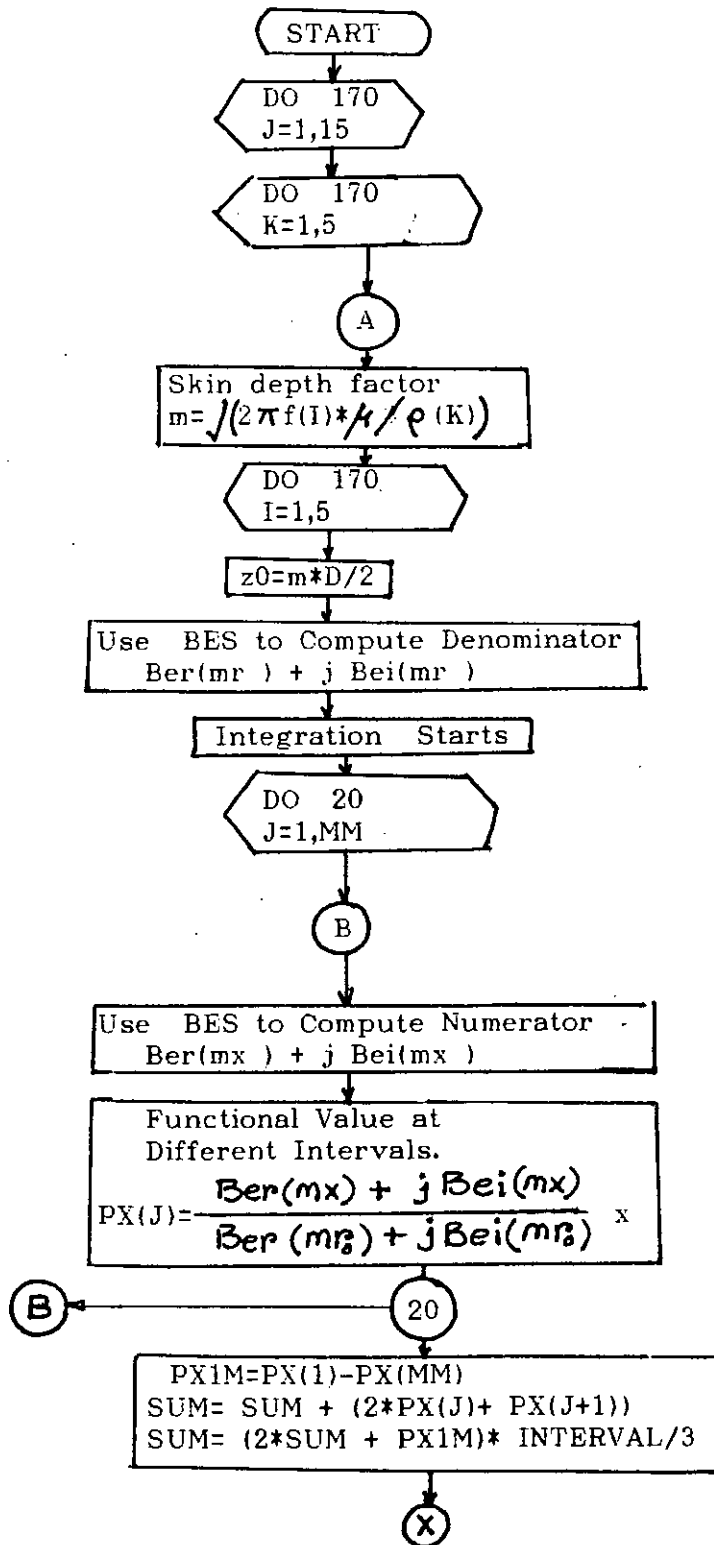 START
DO 170
J=1,15
DO 170
K=1,5
A
Skin depth factor
m=√(2πf(I)*μ/ρ(K))
DO 170
I=1,5
z0=m*D/2
Use BES to Compute Denominator
Ber(mr ) + j Bei(mr )
Integration Starts
DO 20
J=1,MM
B
Use BES to Compute Numerator
Ber(mx ) + j Bei(mx )
Functional Value at
Different Intervals.
Ber(mx) + j Bei(mx)
PX(J)= x
Ber(mr₀) + j Bei(mr₀)
B
20
PX1M=PX(1)-PX(MM)
SUM= SUM + (2*PX(J)+ PX(J+1))
SUM= (2*SUM + PX1M)* INTERVAL/3
X